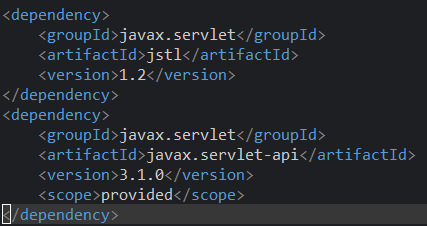 <dependency>
    <groupId>javax.servlet</groupId>
    <artifactId>jstl</artifactId>
    <version>1.2</version>
</dependency>
<dependency>
    <groupId>javax.servlet</groupId>
    <artifactId>javax.servlet-api</artifactId>
    <version>3.1.0</version>
    <scope>provided</scope>
</dependency>